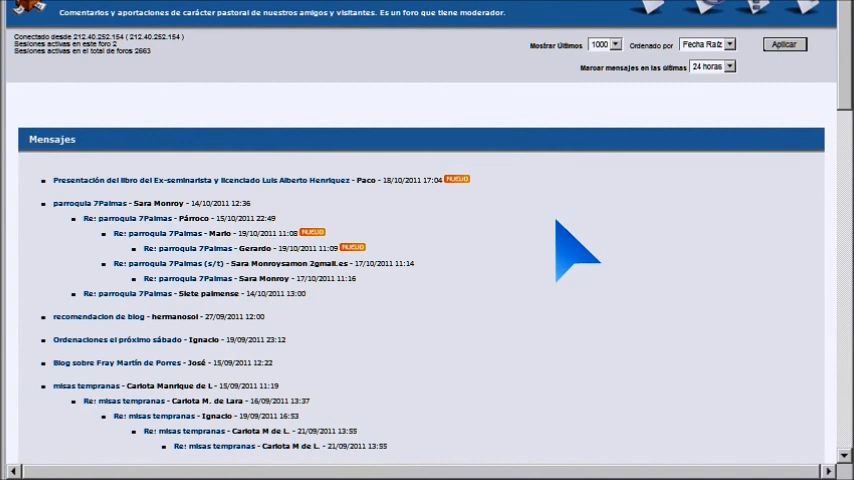 Comentarios y aportaciones de carácter pastoral de nuestros amigos y visitantes. Es un foro que tiene moderador.
Conectado desde 212.40.252.154 ( 212.40.252.154 )
Sesiones activas en este foro 2
Sesiones activas en el total de foros 2663
Mostrar Últimos 1000 Ordenado por Fecha Raíz Aplicar
Marcar mensajes en las últimas 24 horas
Mensajes
Presentación del libro del Ex-seminarista y licenciado Luis Alberto Henriquez - Paco - 18/10/2011 17:04 NUEVO
parroquia 7Palmas - Sara Monroy - 14/10/2011 12:36
Re: parroquia 7Palmas - Párroco - 15/10/2011 22:49
Re: parroquia 7Palmas - Mario - 19/10/2011 11:08 NUEVO
Re: parroquia 7Palmas - Gerardo - 19/10/2011 11:09 NUEVO
Re: parroquia 7Palmas (s/t) - Sara Monroysamon 2gmail.es - 17/10/2011 11:14
Re: parroquia 7Palmas - Sara Monroy - 17/10/2011 11:16
Re: parroquia 7Palmas - Siete palmense - 14/10/2011 13:00
recomendacion de blog - hermanosol - 27/09/2011 12:00
Ordenaciones el próximo sábado - Ignacio - 19/09/2011 23:12
Blog sobre Fray Martín de Porres - José - 15/09/2011 12:22
misas tempranas - Carlota Manrique de L - 15/09/2011 11:19
Re: misas tempranas - Carlota M. de Lara - 16/09/2011 13:37
Re: misas tempranas - Ignacio - 19/09/2011 16:53
Re: misas tempranas - Carlota M de L. - 21/09/2011 13:55
Re: misas tempranas - Carlota M de L. - 21/09/2011 13:55